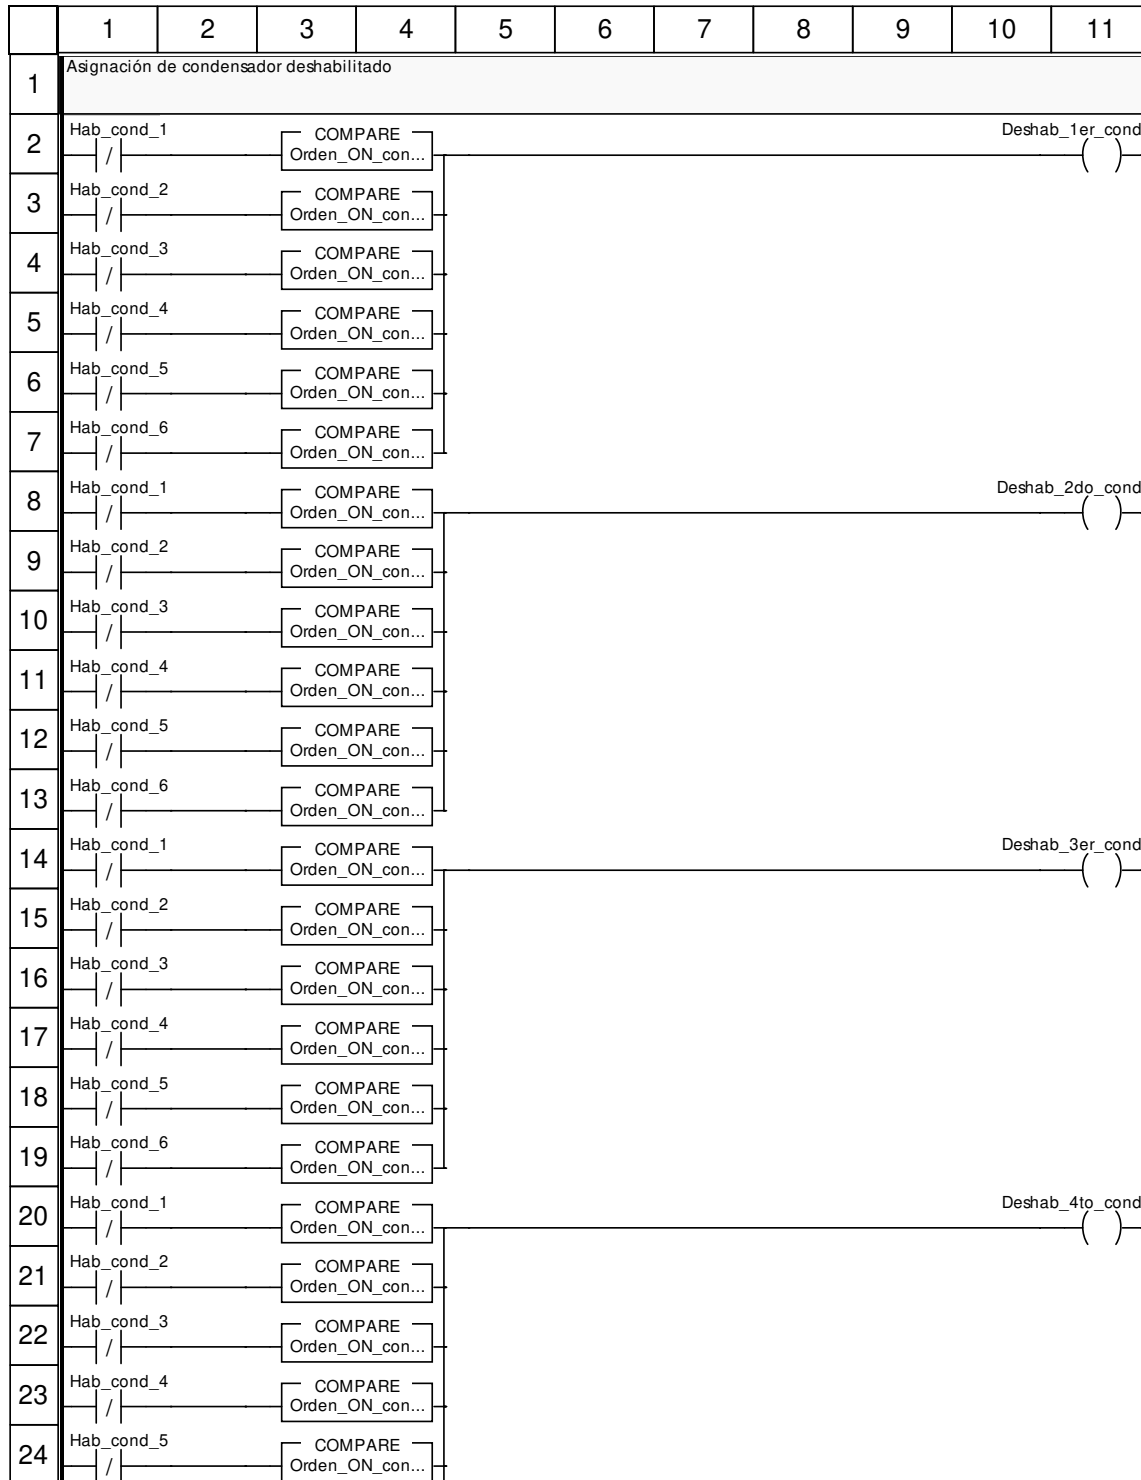 1 2 3 4 5 6 7 8 9 10 11
1 Asignación de condensador deshabilitado
Hab_cond_1 COMPARE Deshab_1er_cond
2 / Orden_ON_con... ( )
Hab_cond_2 COMPARE
3 / Orden_ON_con...
Hab_cond_3 COMPARE
4 / Orden_ON_con...
Hab_cond_4 COMPARE
5 / Orden_ON_con...
Hab_cond_5 COMPARE
6 / Orden_ON_con...
Hab_cond_6 COMPARE
7 / Orden_ON_con...
Hab_cond_1 COMPARE Deshab_2do_cond
8 / Orden_ON_con... ( )
Hab_cond_2 COMPARE
9 / Orden_ON_con...
Hab_cond_3 COMPARE
10 / Orden_ON_con...
Hab_cond_4 COMPARE
11 / Orden_ON_con...
Hab_cond_5 COMPARE
12 / Orden_ON_con...
Hab_cond_6 COMPARE
13 / Orden_ON_con...
Hab_cond_1 COMPARE Deshab_3er_cond
14 / Orden_ON_con... ( )
Hab_cond_2 COMPARE
15 / Orden_ON_con...
Hab_cond_3 COMPARE
16 / Orden_ON_con...
Hab_cond_4 COMPARE
17 / Orden_ON_con...
Hab_cond_5 COMPARE
18 / Orden_ON_con...
Hab_cond_6 COMPARE
19 / Orden_ON_con...
Hab_cond_1 COMPARE Deshab_4to_cond
20 / Orden_ON_con... ( )
Hab_cond_2 COMPARE
21 / Orden_ON_con...
Hab_cond_3 COMPARE
22 / Orden_ON_con...
Hab_cond_4 COMPARE
23 / Orden_ON_con...
Hab_cond_5 COMPARE
24 / Orden_ON_con...